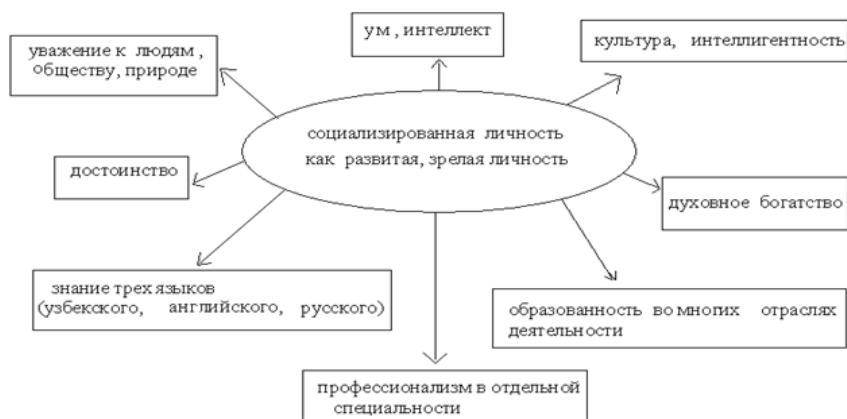 ум , интеллект
уважение к людям ,
обществу, природе
культура, интеллигентность
социализированная личность
как развитая, зрелая личность
достоинство
духовное богатство
знание трех языков
(узбекского, английского, русского)
образованность во многих отраслях
деятельности
профессионализм в отдельной
специальности